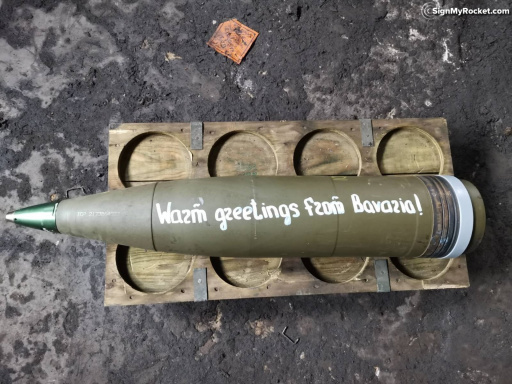 SignMyRocket.com
Warm̃ greetings from̃ Bavaria!